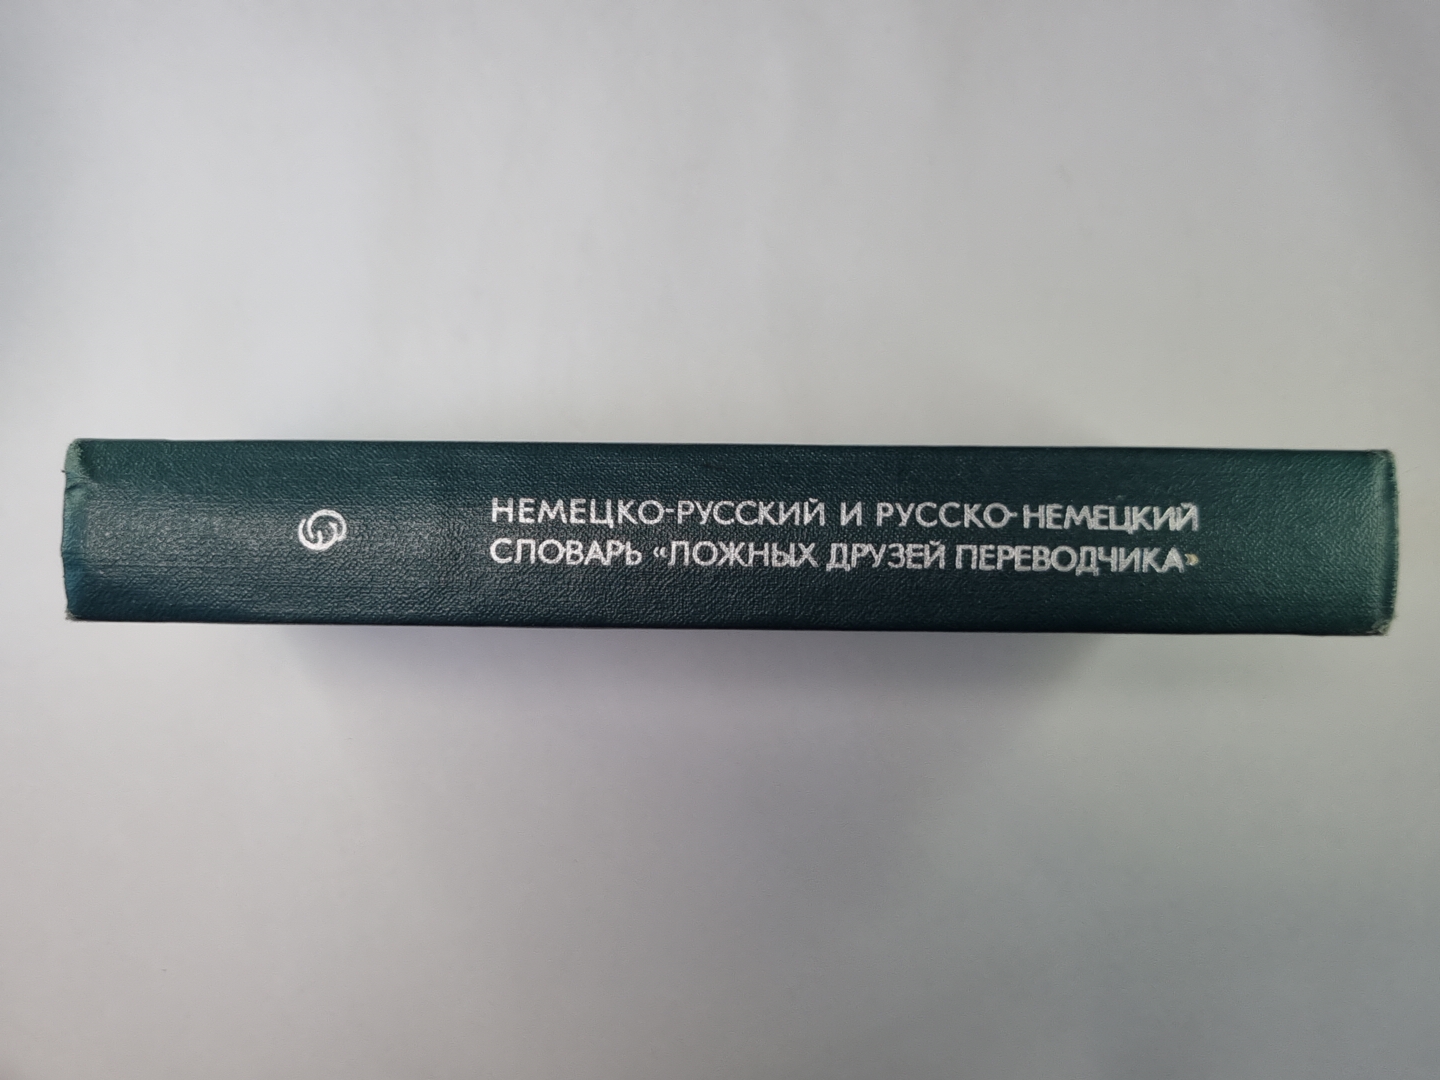 НЕМЕЦКО-РУССКИЙ И РУССКО-НЕМЕЦКИЙ
СЛОВАРЬ «ЛОЖНЫХ ДРУЗЕЙ ПЕРЕВОДЧИКА»